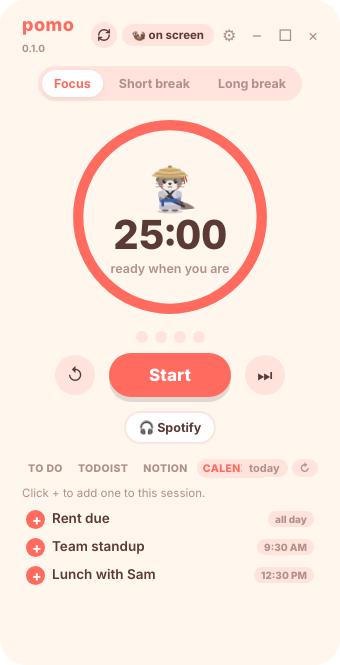 pomo
0.1.0
on screen
Focus Short break Long break
25:00
ready when you are
Start
Spotify
TO DO TODOIST NOTION CALEN today
Click + to add one to this session.
Rent due all day
Team standup 9:30 AM
Lunch with Sam 12:30 PM